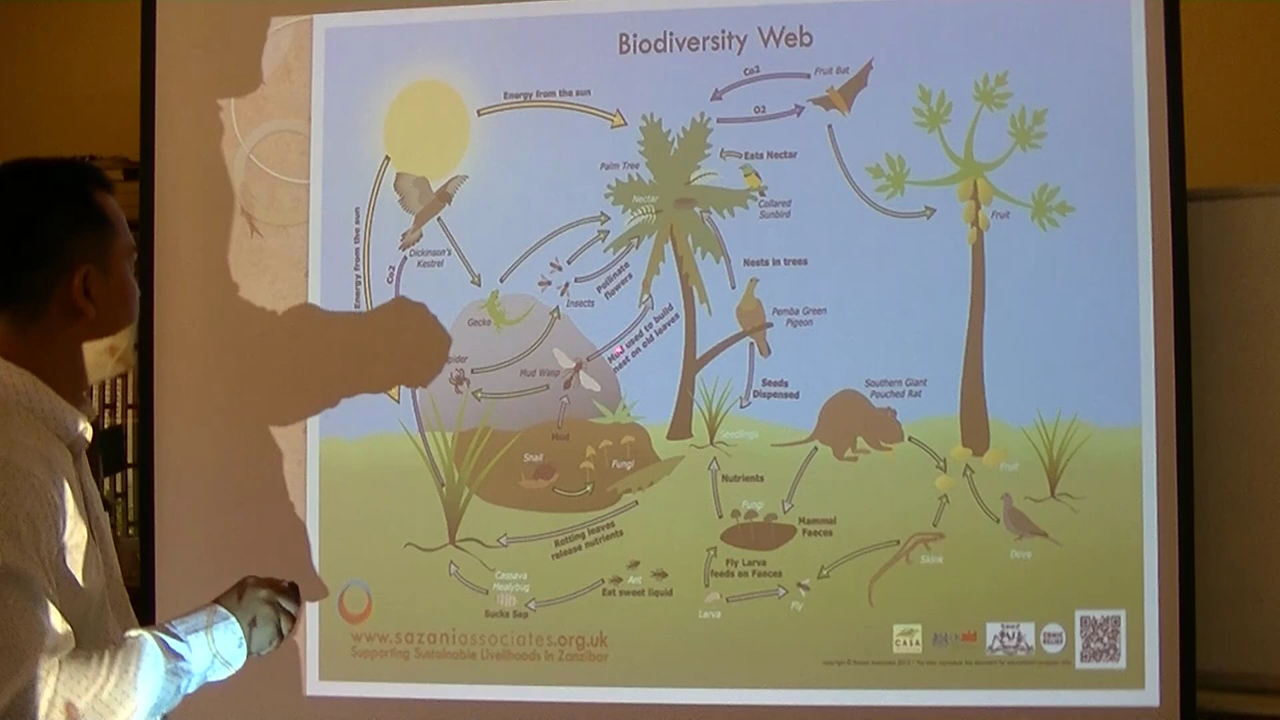 Biodiversity Web
Co2
Fruit Bat
Energy from the sun
O2
Eats Nectar
Palm Tree
Nectar
Collared
Sunbird
Fruit
Energy from the sun
Co2
Dickinson's
Kestrel
Nests in trees
Pollinate
flowers
Insects
Gecko
Mud used to build
nest on old leaves
Pemba Green
Pigeon
Mud Wasp
Seeds
Dispensed
Southern Giant
Pouched Rat
Mud
Seedlings
Snail
Fungi
Fruit
Nutrients
Fungi
Mammal
Faeces
Rotting leaves
release nutrients
Dove
Skink
Fly Larva
feeds on Faeces
Cassava
Mealybug
Sucks Sap
Ant
Eat sweet liquid
Larva
Fly
www.sazaniassociates.org.uk
Supporting Sustainable Livelihoods in Zanzibar
CASA
COMIC
RELIEF